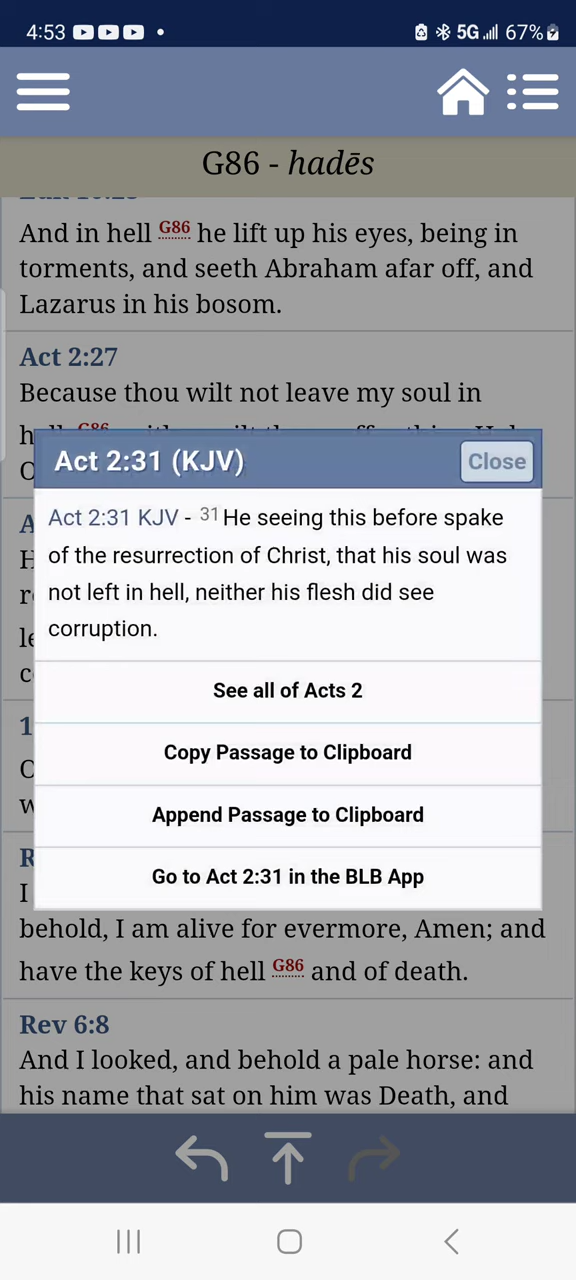 4:53
5G 67%
G86 - hadēs
And in hell G86 he lift up his eyes, being in
torments, and seeth Abraham afar off, and
Lazarus in his bosom.
Act 2:27
Because thou wilt not leave my soul in
Act 2:31 (KJV)
Close
Act 2:31 KJV - 31 He seeing this before spake
of the resurrection of Christ, that his soul was
not left in hell, neither his flesh did see
corruption.
See all of Acts 2
Copy Passage to Clipboard
Append Passage to Clipboard
Go to Act 2:31 in the BLB App
I
behold, I am alive for evermore, Amen; and
have the keys of hell G86 and of death.
Rev 6:8
And I looked, and behold a pale horse: and
his name that sat on him was Death, and